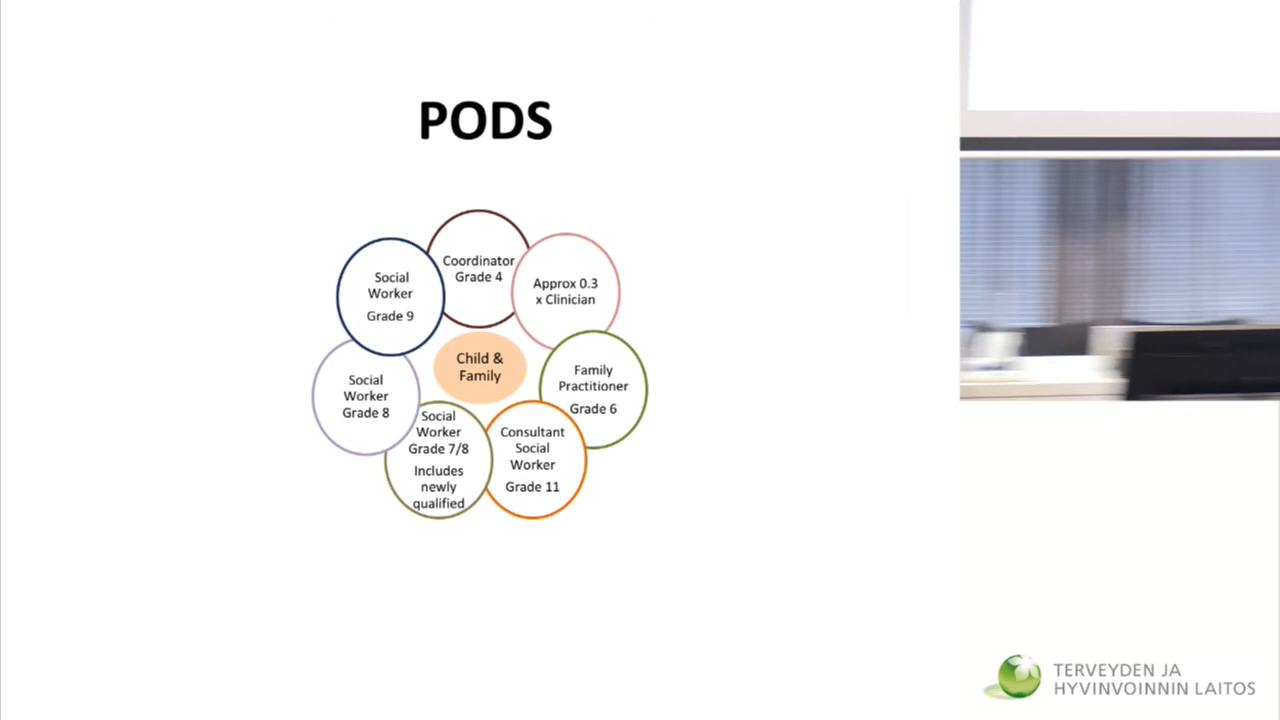 PODS
Coordinator
Grade 4
Approx 0.3
x Clinician
Family
Practitioner
Grade 6
Consultant
Social
Worker
Grade 11
Social
Worker
Grade 7/8
Includes
newly
qualified
Social
Worker
Grade 8
Social
Worker
Grade 9
Child &
Family
TERVEYDEN JA
HYVINVOINNIN LAITOS